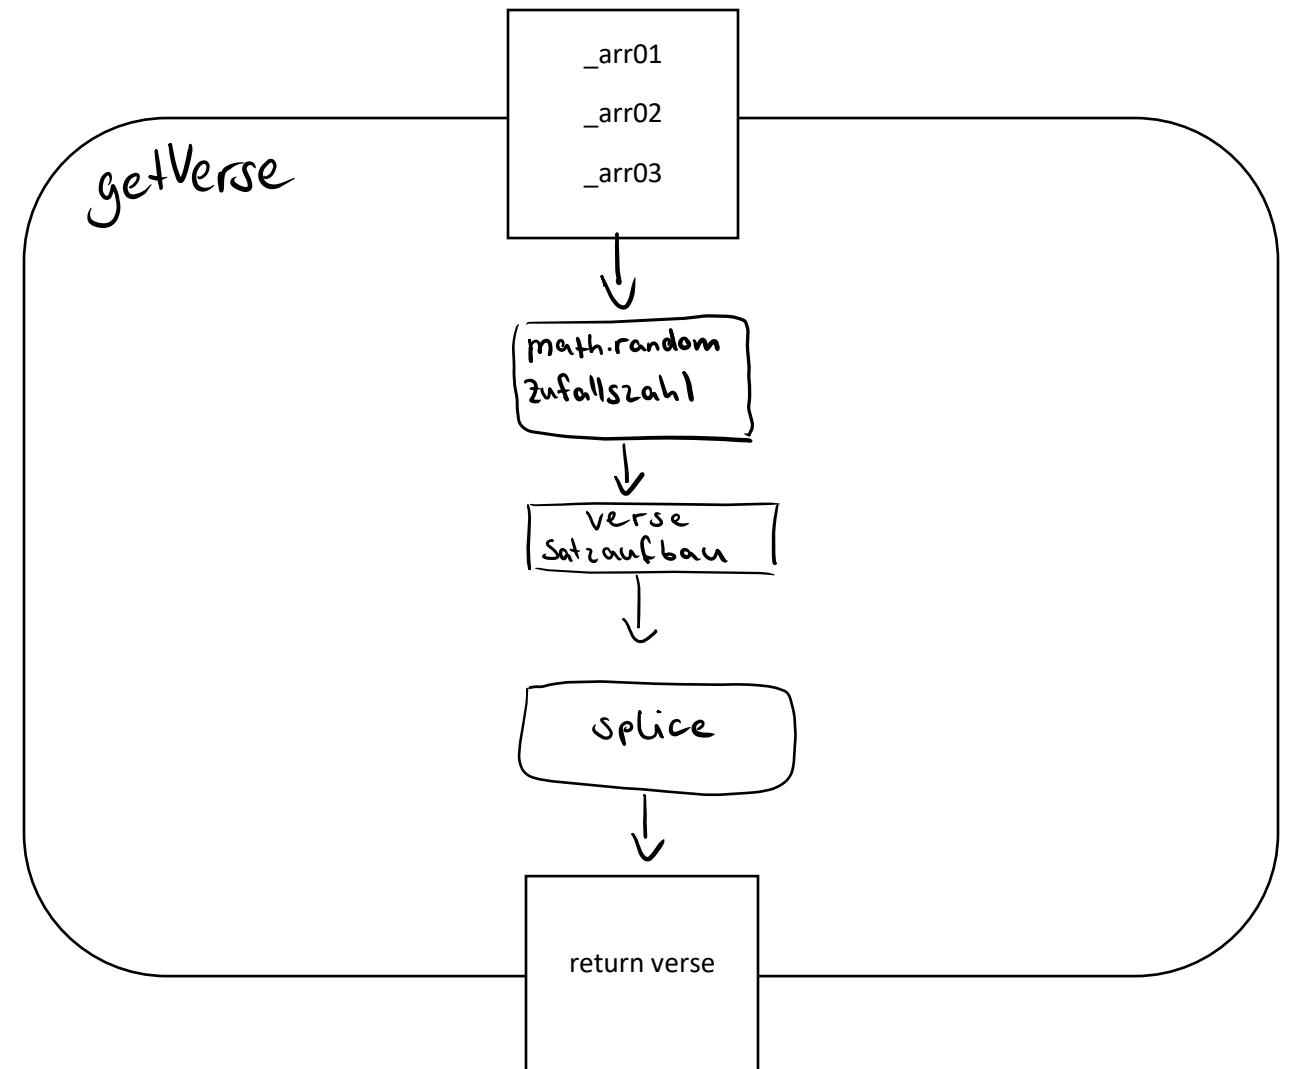 _arr01
_arr02
_arr03
getVerse
math.random
Zufallszahl
verse
Satzaufbau
splice
return verse